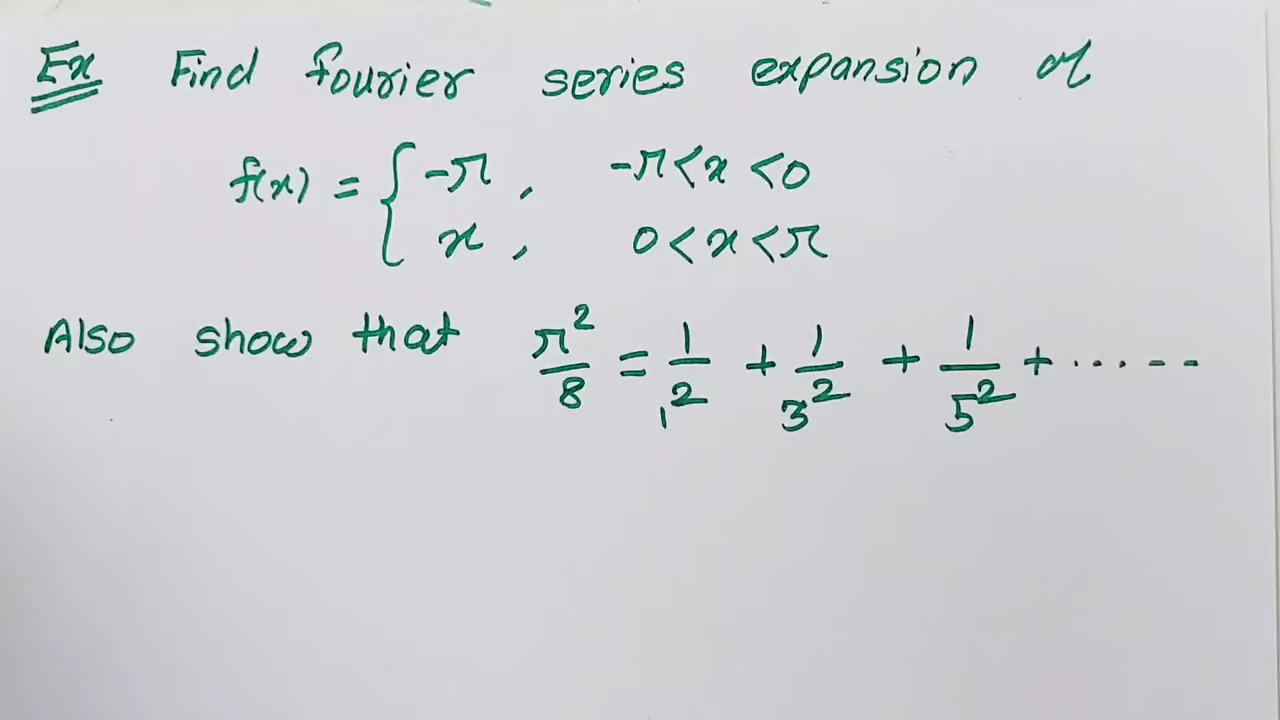 Ex Find fourier series expansion of
f(x) = { -π , -π < x < 0
x , 0 < x < π
Also show that π²/8 = 1/1² + 1/3² + 1/5² + ........